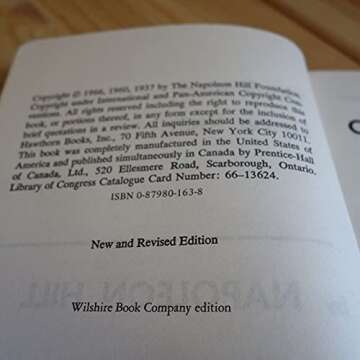 Copyright © 1966, 1960, 1937 by The Napoleon Hill Foundation.
Copyright under International and Pan-American Copyright Con-
ventions. All rights reserved including the right to reproduce this
book, or portions thereof, in any form except for the inclusion of
brief quotations in a review. All inquiries should be addressed to
Hawthorn Books, Inc., 70 Fifth Avenue, New York City 10011.
This book was completely manufactured in the United States of
America and published simultaneously in Canada by Prentice-Hall
of Canada, Ltd., 520 Ellesmere Road, Scarborough, Ontario.
Library of Congress Catalogue Card Number: 66-13624.
ISBN 0-87980-163-8
New and Revised Edition
NAPOLEON HILL
Wilshire Book Company edition